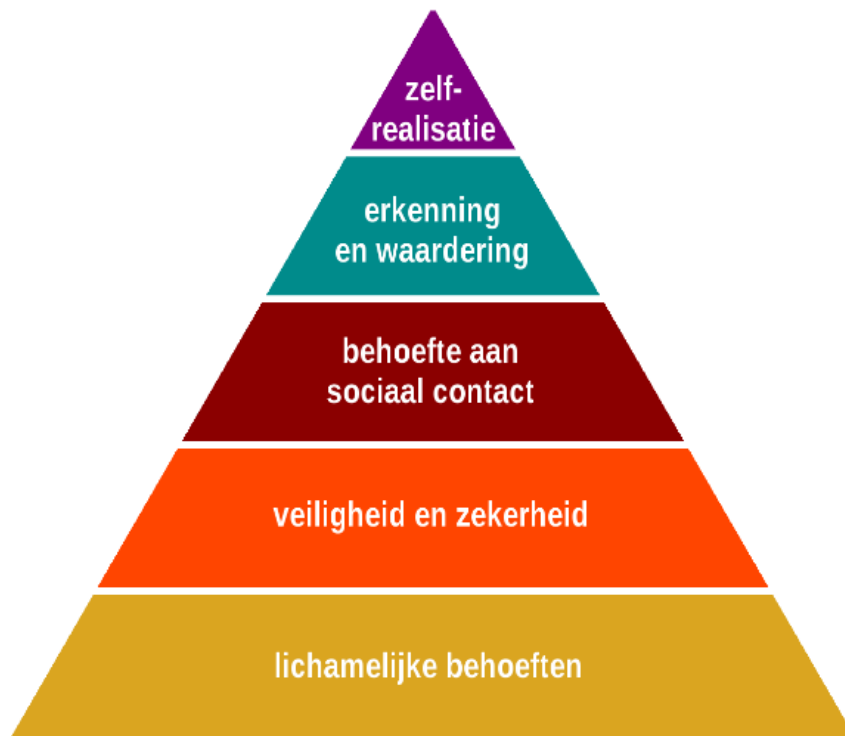 zelf-
realisatie
erkenning
en waardering
behoefte aan
sociaal contact
veiligheid en zekerheid
lichamelijke behoeften